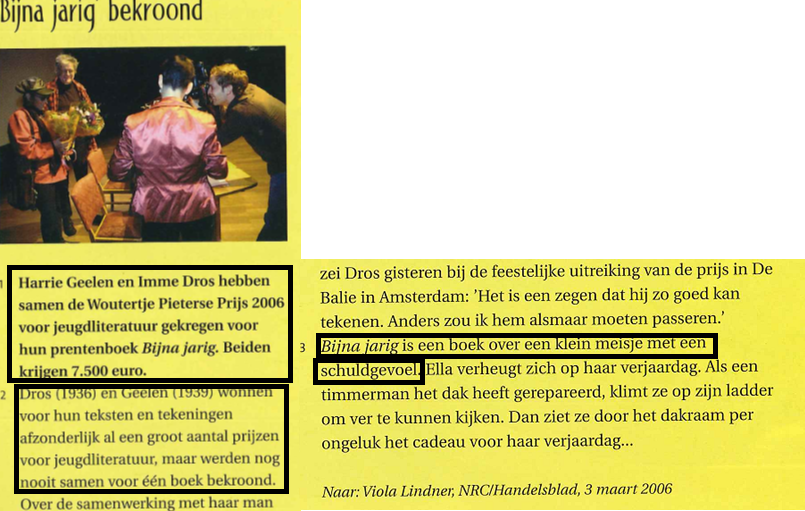 'Bijna jarig' bekroond
1 Harrie Geelen en Imme Dros hebben
samen de Woutertje Pieterse Prijs 2006
voor jeugdliteratuur gekregen voor
hun prentenboek Bijna jarig. Beiden
krijgen 7.500 euro.
2 Dros (1936) en Geelen (1939) wonnen
voor hun teksten en tekeningen
afzonderlijk al een groot aantal prijzen
voor jeugdliteratuur, maar werden nog
nooit samen voor één boek bekroond.
Over de samenwerking met haar man
zei Dros gisteren bij de feestelijke uitreiking van de prijs in De
Balie in Amsterdam: 'Het is een zegen dat hij zo goed kan
tekenen. Anders zou ik hem alsmaar moeten passeren.'
3 Bijna jarig is een boek over een klein meisje met een
schuldgevoel. Ella verheugt zich op haar verjaardag. Als een
timmerman het dak heeft gerepareerd, klimt ze op zijn ladder
om ver te kunnen kijken. Dan ziet ze door het dakraam per
ongeluk het cadeau voor haar verjaardag...
Naar: Viola Lindner, NRC/Handelsblad, 3 maart 2006